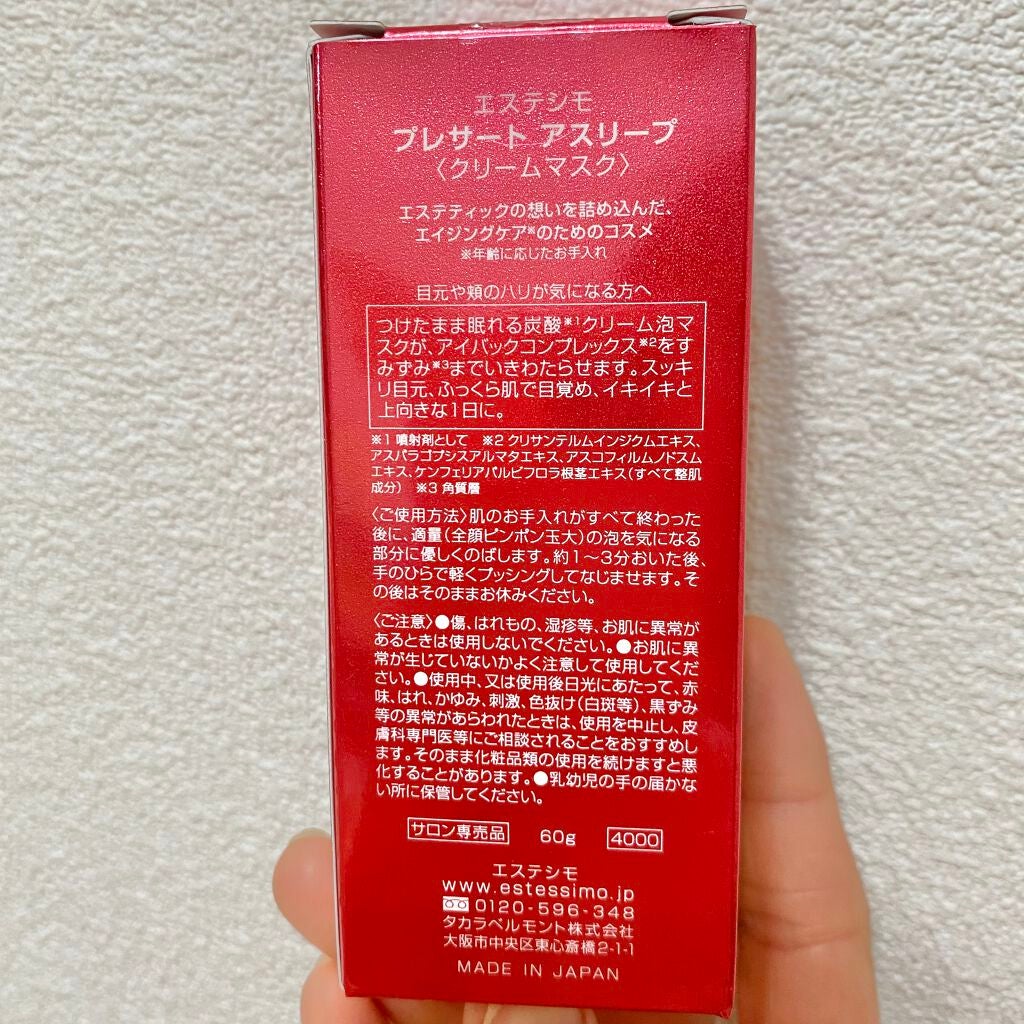 エステシモ
プレサート アスリープ
〈クリームマスク〉
エステティックの想いを詰め込んだ、
エイジングケア※のためのコスメ
※年齢に応じたお手入れ
目元や頬のハリが気になる方へ
つけたまま眠れる炭酸※1クリーム泡マ
スクが、アイバックコンプレックス※2をす
みずみ※3までいきわたらせます。スッキ
リ目元、ふっくら肌で目覚め、イキイキと
上向きな1日に。
※1 噴射剤として ※2 クリサンテルムインジクムエキス、
アスパラゴプシスアルマタエキス、アスコフィルムノドスム
エキス、ケンフェリアパルビフロラ根茎エキス(すべて整肌
成分) ※3 角質層
〈ご使用方法〉肌のお手入れがすべて終わった
後に、適量(全顔ピンポン玉大)の泡を気になる
部分に優しくのばします。約1～3分おいた後、
手のひらで軽くプッシングしてなじませます。そ
の後はそのままお休みください。
〈ご注意〉●傷、はれもの、湿疹等、お肌に異常が
あるときは使用しないでください。●お肌に異
常が生じていないかよく注意して使用してくだ
さい。●使用中、又は使用後日光にあたって、赤
味、はれ、かゆみ、刺激、色抜け(白斑等)、黒ずみ
等の異常があらわれたときは、使用を中止し、皮
膚科専門医等にご相談されることをおすすめし
ます。そのまま化粧品類の使用を続けますと悪
化することがあります。●乳幼児の手の届かな
い所に保管してください。
サロン専売品 60g 4000
エステシモ
www.estessimo.jp
0120-596-348
タカラベルモント株式会社
大阪市中央区東心斎橋2-1-1
MADE IN JAPAN